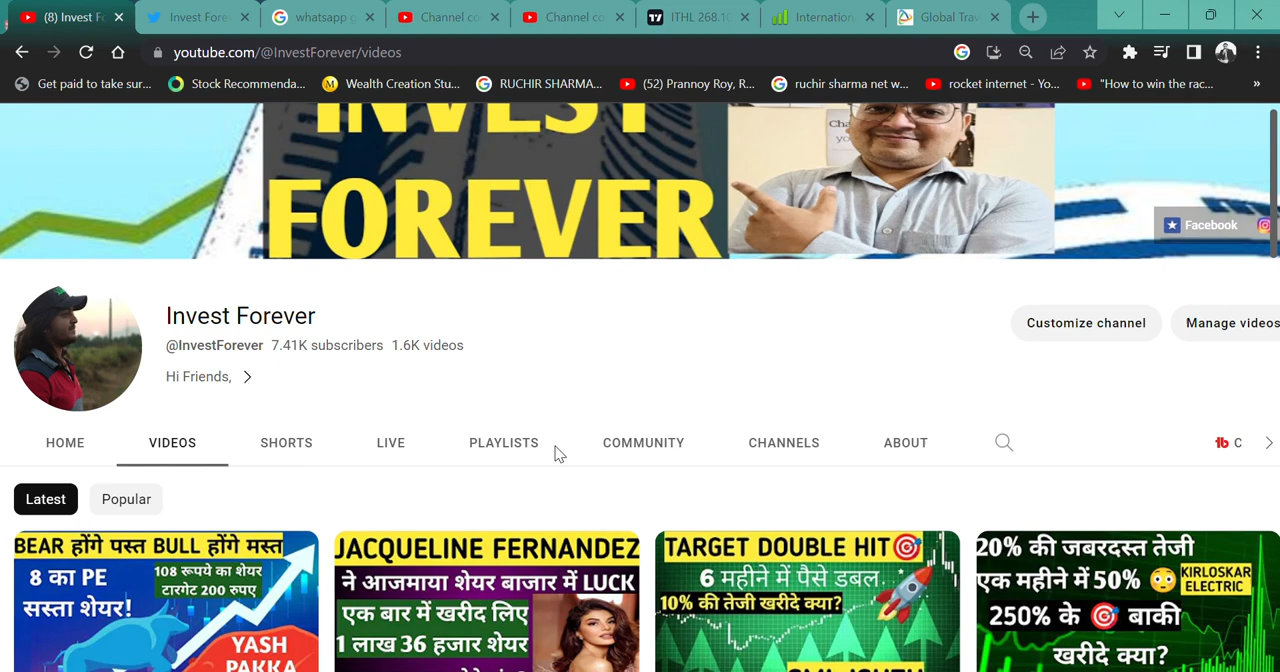 (8) Invest F
Invest Forev
whatsapp g
Channel co
Channel co
ITHL 268.10
Internation
Global Trav
youtube.com/@InvestForever/videos
Get paid to take sur...
Stock Recommenda...
Wealth Creation Stu...
RUCHIR SHARMA...
(52) Prannoy Roy, R...
ruchir sharma net w...
rocket internet - Yo...
"How to win the rac...
»
INVEST
FOREVER
Cha
yo
Facebook
Invest Forever
@InvestForever 7.41K subscribers 1.6K videos
Hi Friends,
Customize channel
Manage videos
HOME
VIDEOS
SHORTS
LIVE
PLAYLISTS
COMMUNITY
CHANNELS
ABOUT
C
Latest
Popular
BEAR होंगे पस्त BULL होंगे मस्त
8 का PE
सस्ता शेयर!
108 रूपये का शेयर
टारगेट 200 रुपए
YASH
PAKKA
JACQUELINE FERNANDEZ
ने आजमाया शेयर बाजार में LUCK
एक बार में खरीद लिए
1 लाख 36 हजार शेयर
TARGET DOUBLE HIT
6 महीने में पैसे डबल
10% की तेजी खरीदे क्या?
20% की जबरदस्त तेजी
एक महीने में 50%
KIRLOSKAR
ELECTRIC
250% के बाकी
खरीदे क्या?